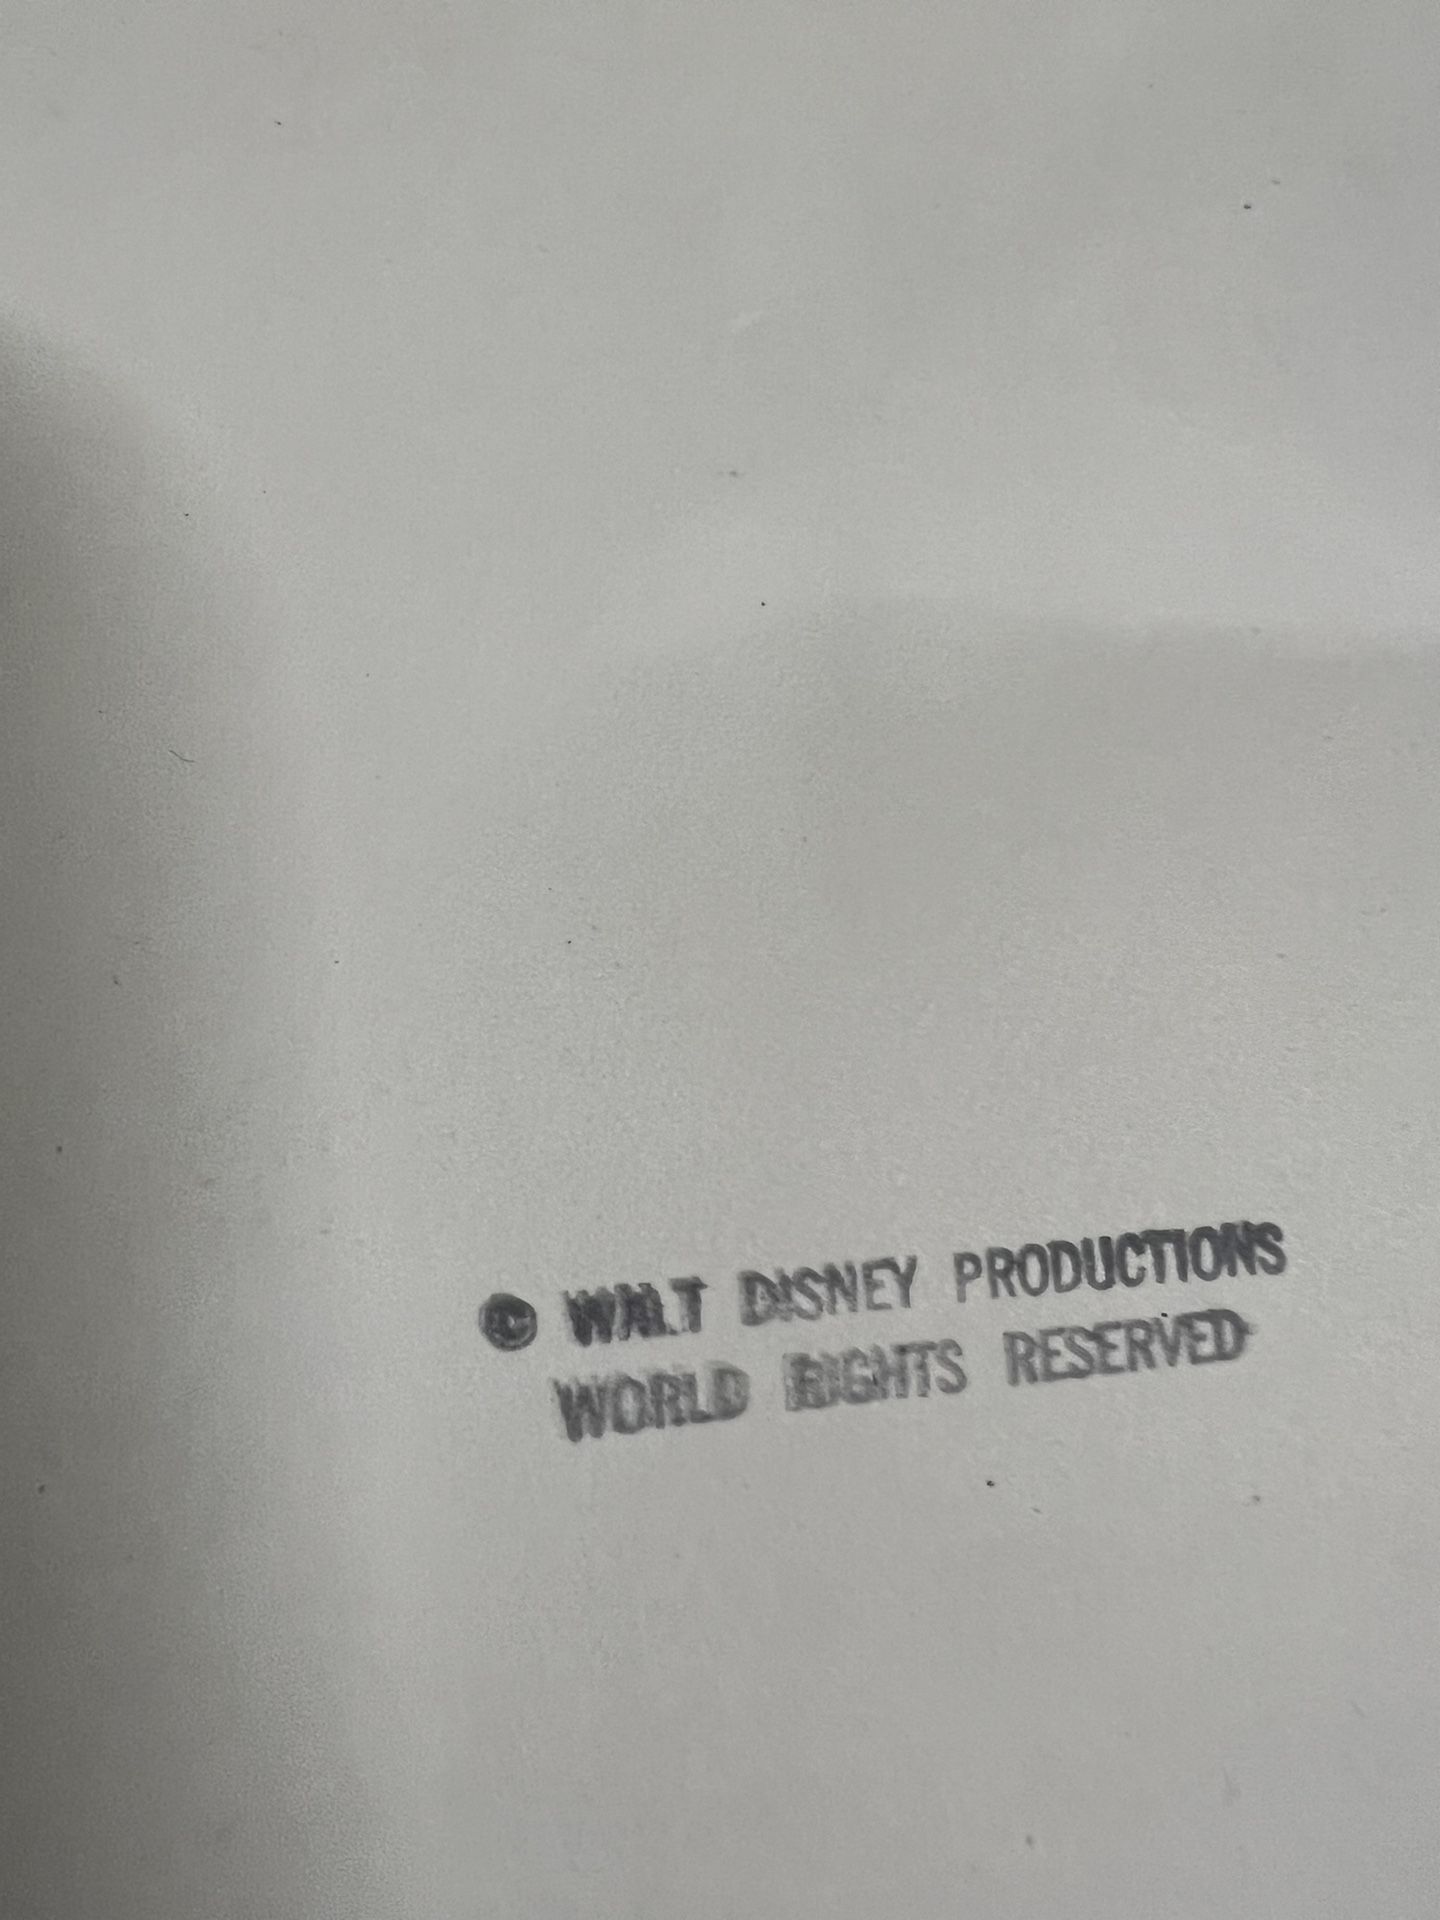 © WALT DISNEY PRODUCTIONS
WORLD RIGHTS RESERVED